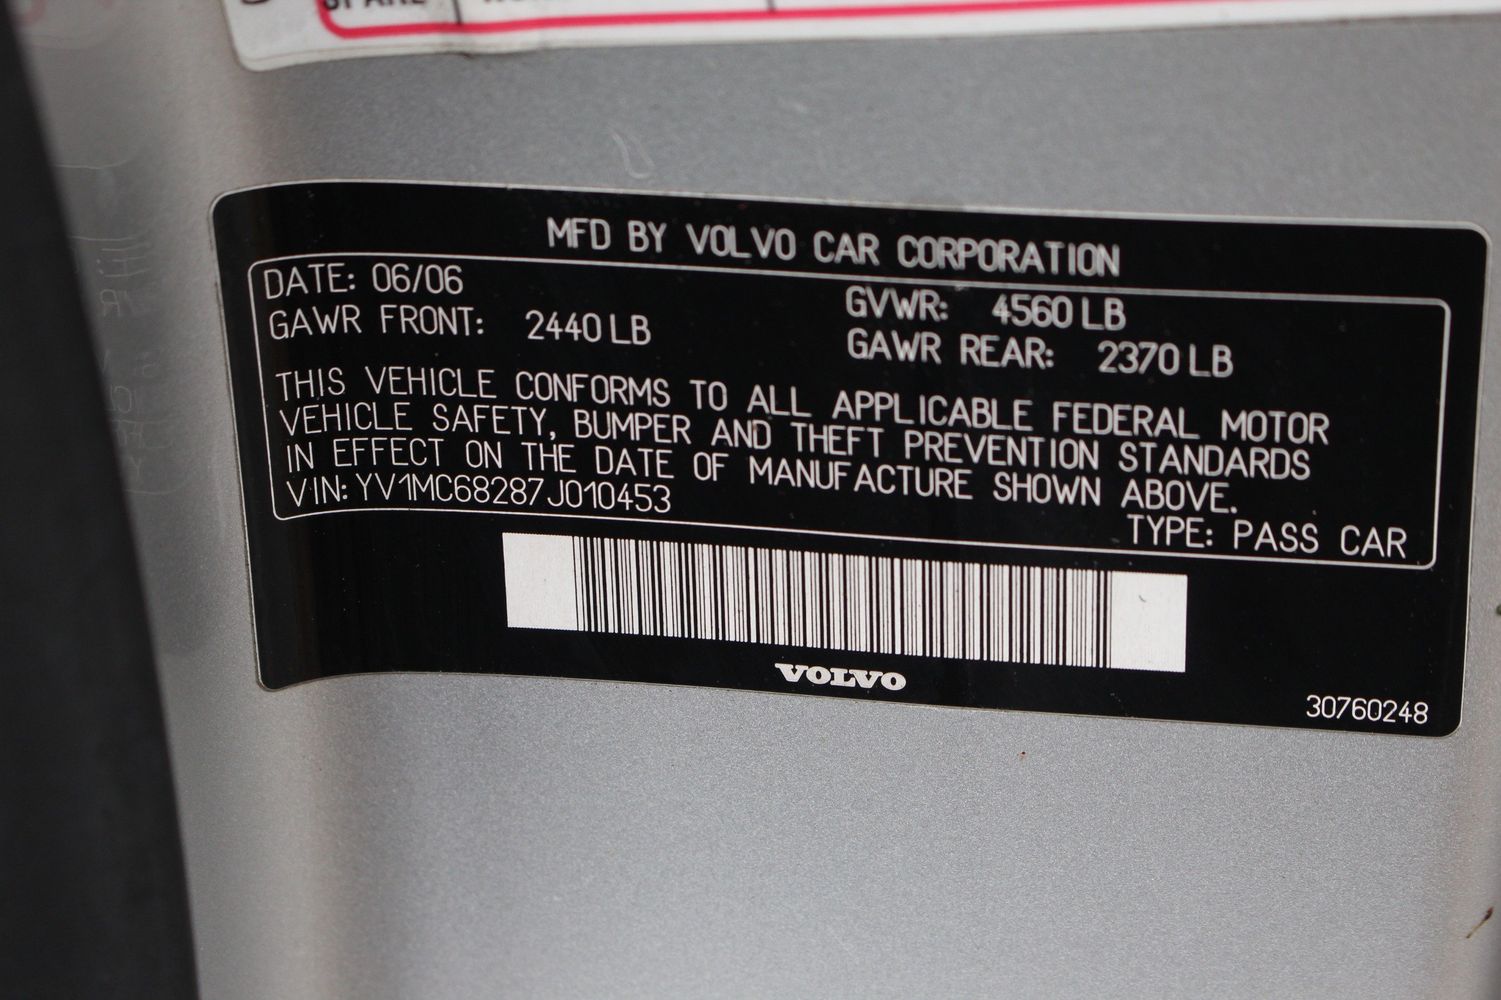 SPARE
MFD BY VOLVO CAR CORPORATION
DATE: 06/06
GVWR: 4560 LB
GAWR FRONT: 2440 LB
GAWR REAR: 2370 LB
THIS VEHICLE CONFORMS TO ALL APPLICABLE FEDERAL MOTOR
VEHICLE SAFETY, BUMPER AND THEFT PREVENTION STANDARDS
IN EFFECT ON THE DATE OF MANUFACTURE SHOWN ABOVE.
VIN: YV1MC68287J010453
TYPE: PASS CAR
VOLVO
30760248